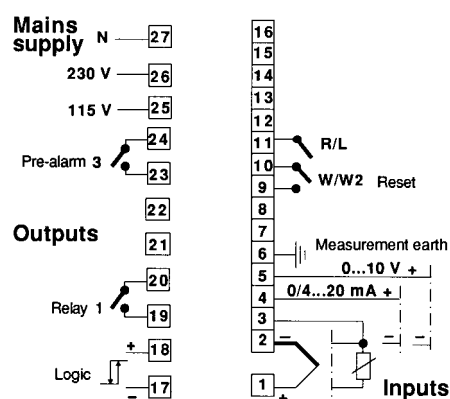 Mains
supply
N
27
230 V
26
115 V
25
24
Pre-alarm 3
23
22
Outputs
21
20
Relay 1
19
+
18
Logic
17
–
16
15
14
13
12
11
R/L
10
W/W2 Reset
9
8
7
6
Measurement earth
0...10 V +
5
0/4...20 mA +
4
3
2
–
–
–
1
+
Inputs